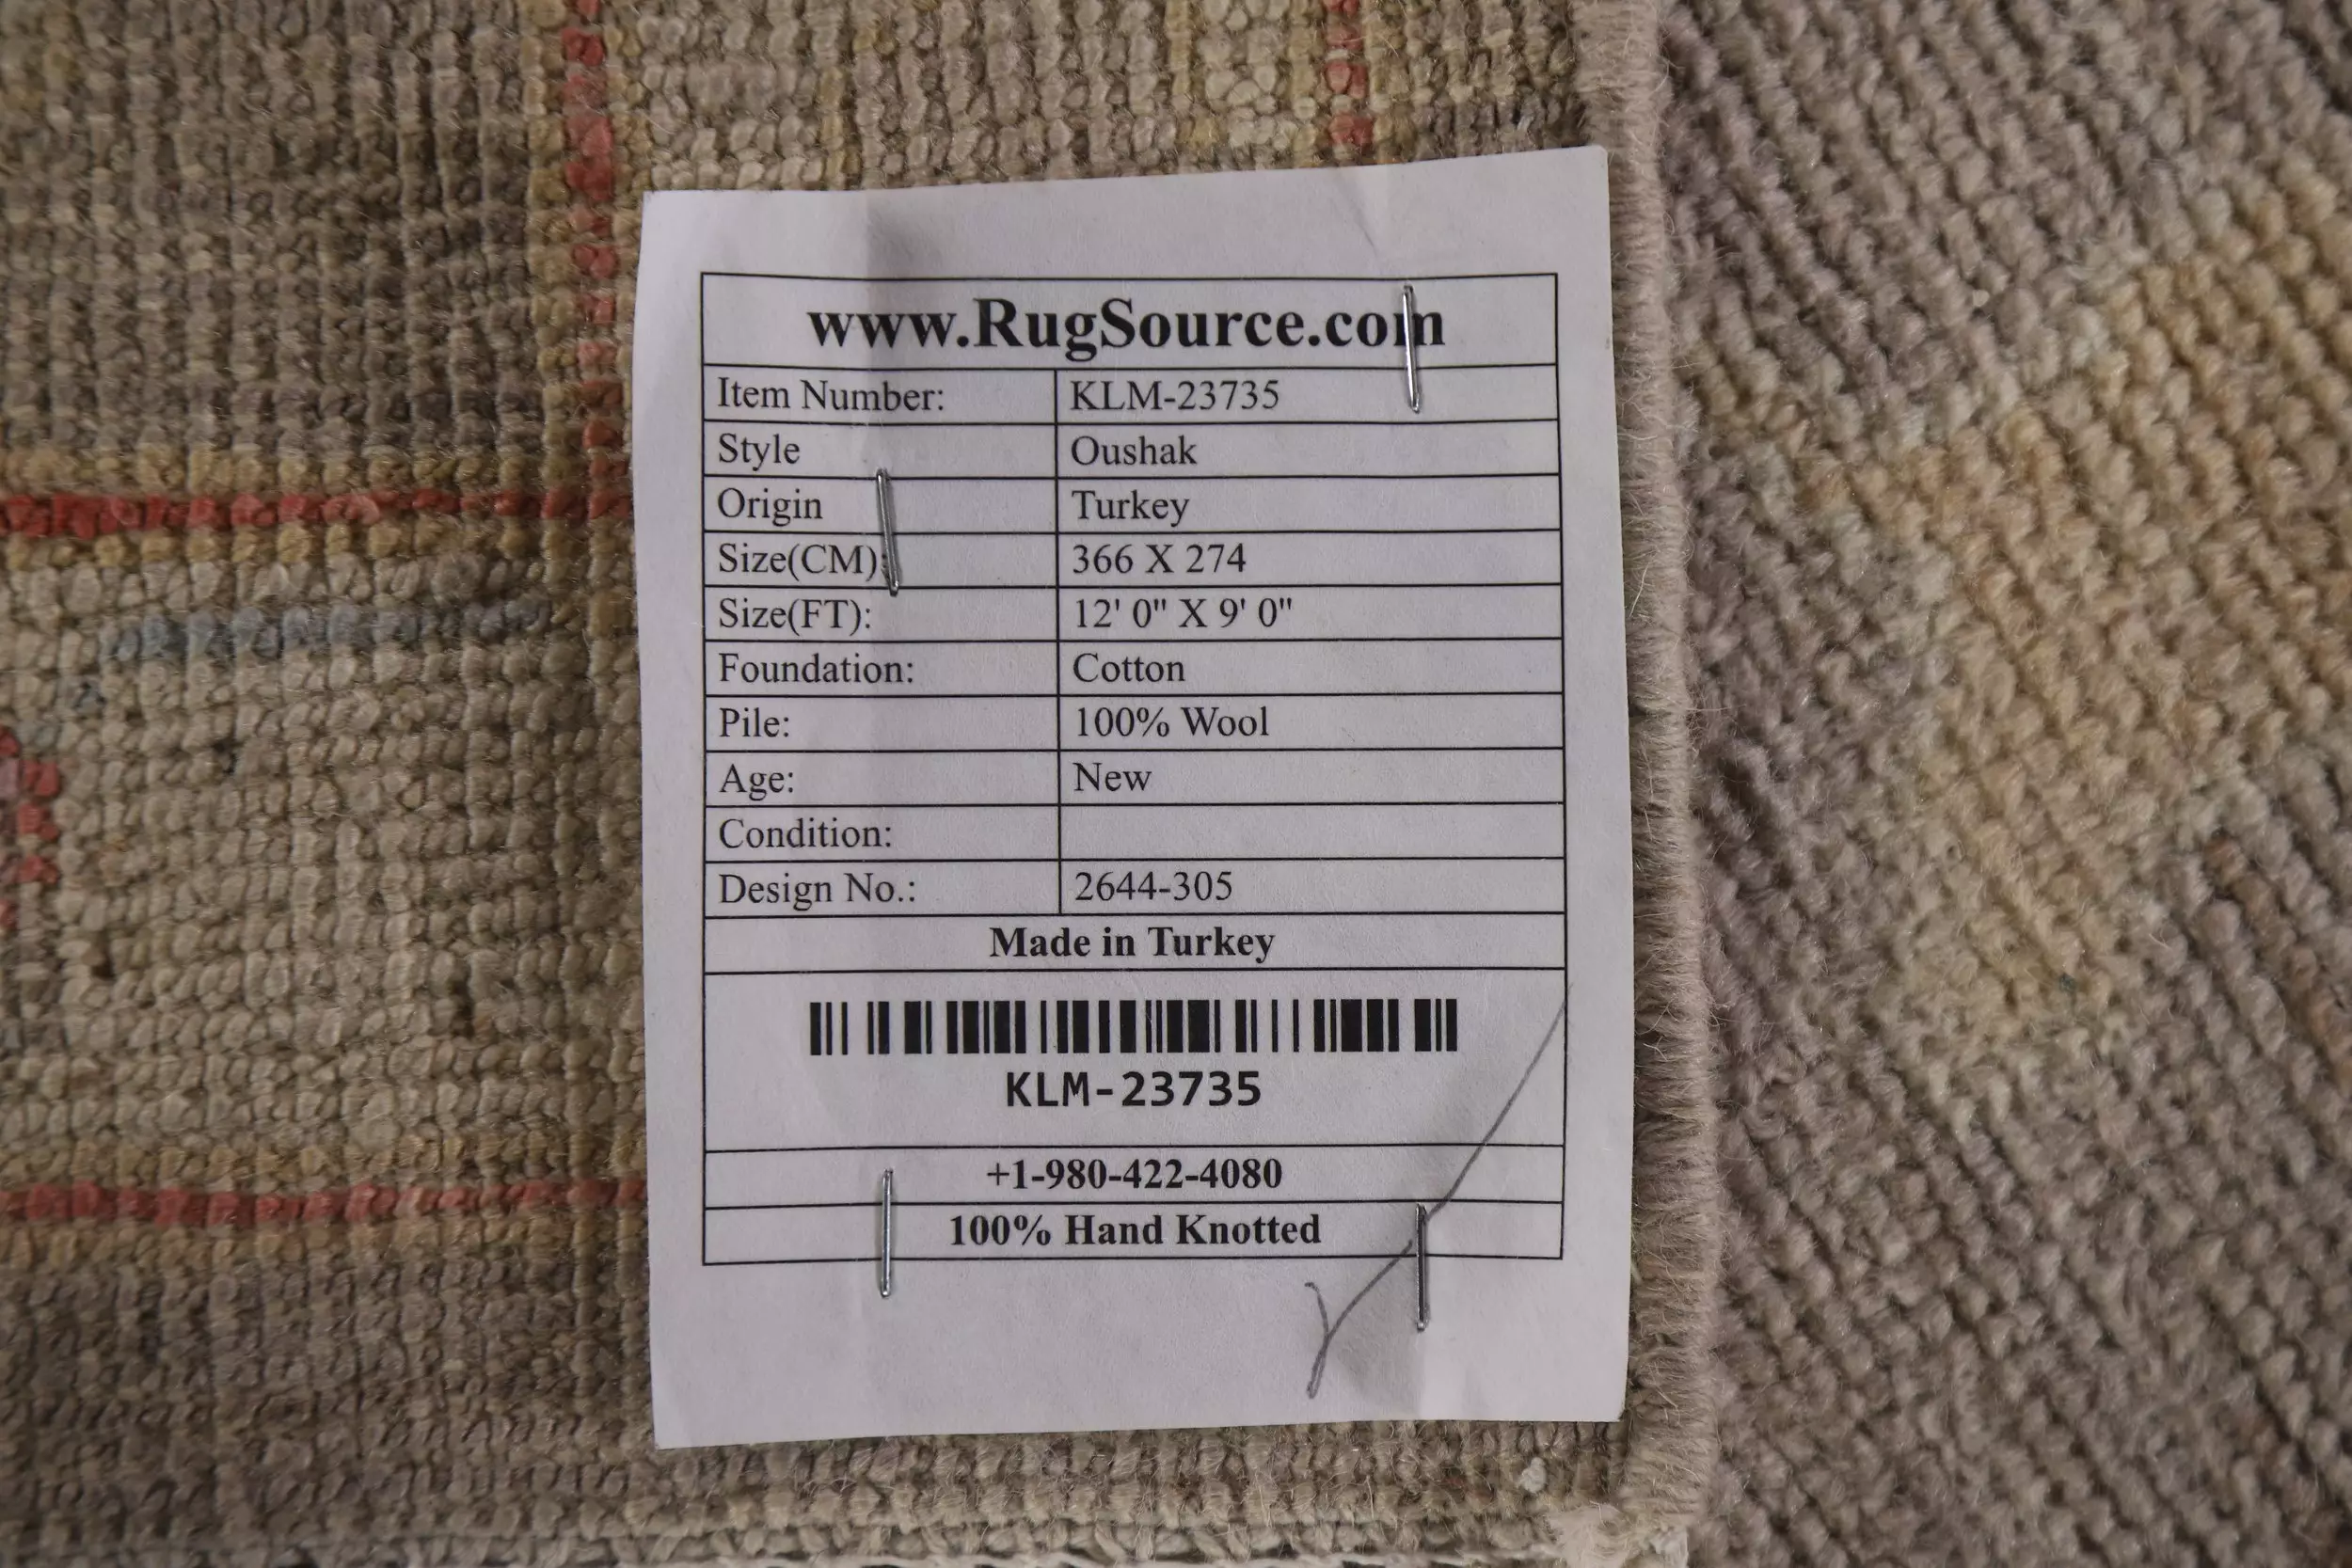 www.RugSource.com
Item Number: KLM-23735
Style Oushak
Origin Turkey
Size(CM): 366 X 274
Size(FT): 12' 0" X 9' 0"
Foundation: Cotton
Pile: 100% Wool
Age: New
Condition:
Design No.: 2644-305
Made in Turkey
KLM-23735
+1-980-422-4080
100% Hand Knotted